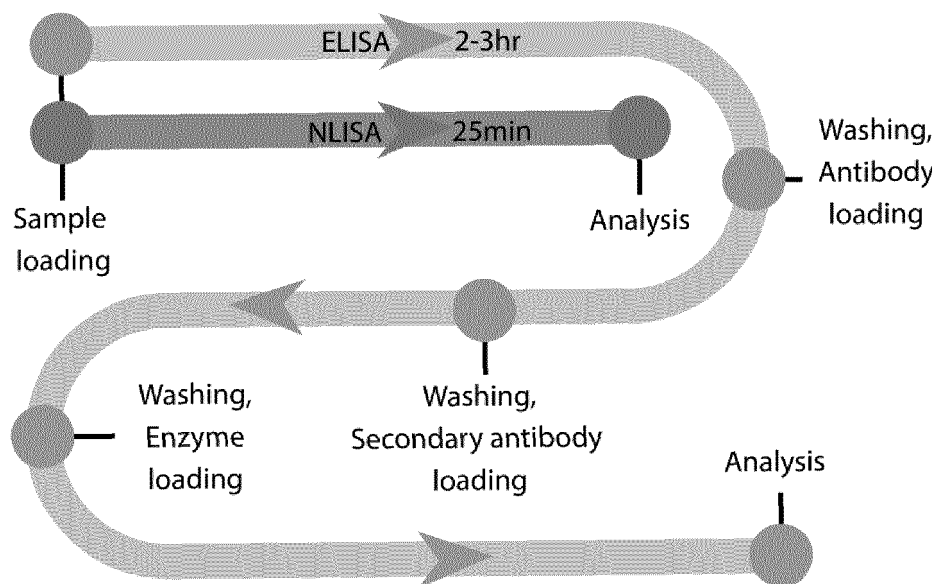 ELISA 2-3hr
NLISA 25min
Sample
loading
Analysis
Washing,
Antibody
loading
Washing,
Enzyme
loading
Washing,
Secondary antibody
loading
Analysis